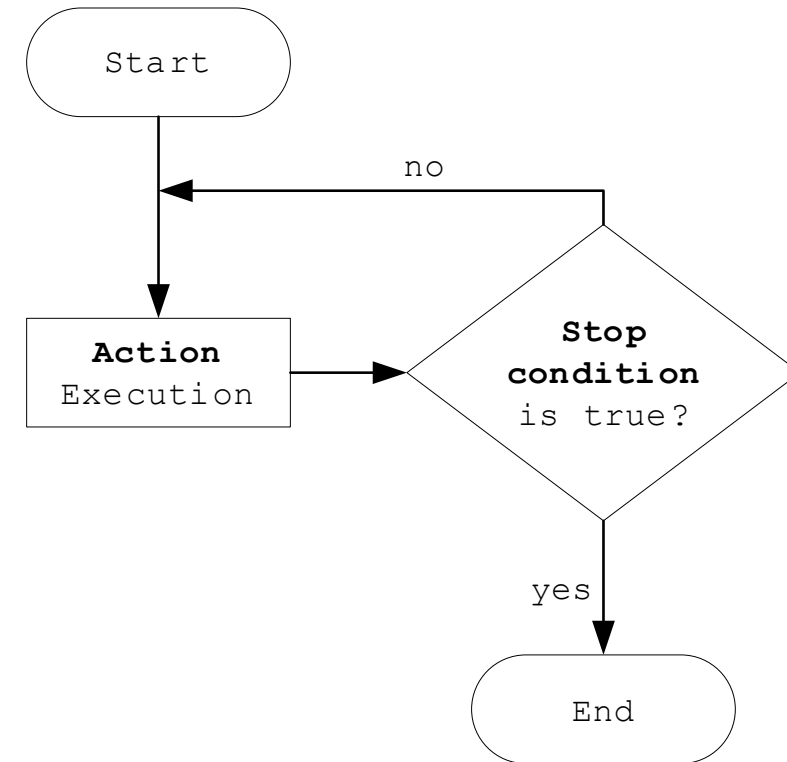 Start
no
Action
Execution
Stop
condition
is true?
yes
End